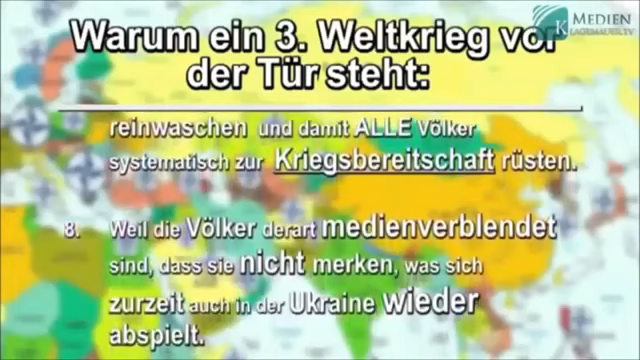 Warum ein 3. Weltkrieg vor
der Tür steht:
MEDIEN
KLAGEMAUER.TV
reinwaschen und damit ALLE Völker
systematisch zur Kriegsbereitschaft rüsten.
8. Weil die Völker derart medienverblendet
sind, dass sie nicht merken, was sich
zurzeit auch in der Ukraine wieder
abspielt.